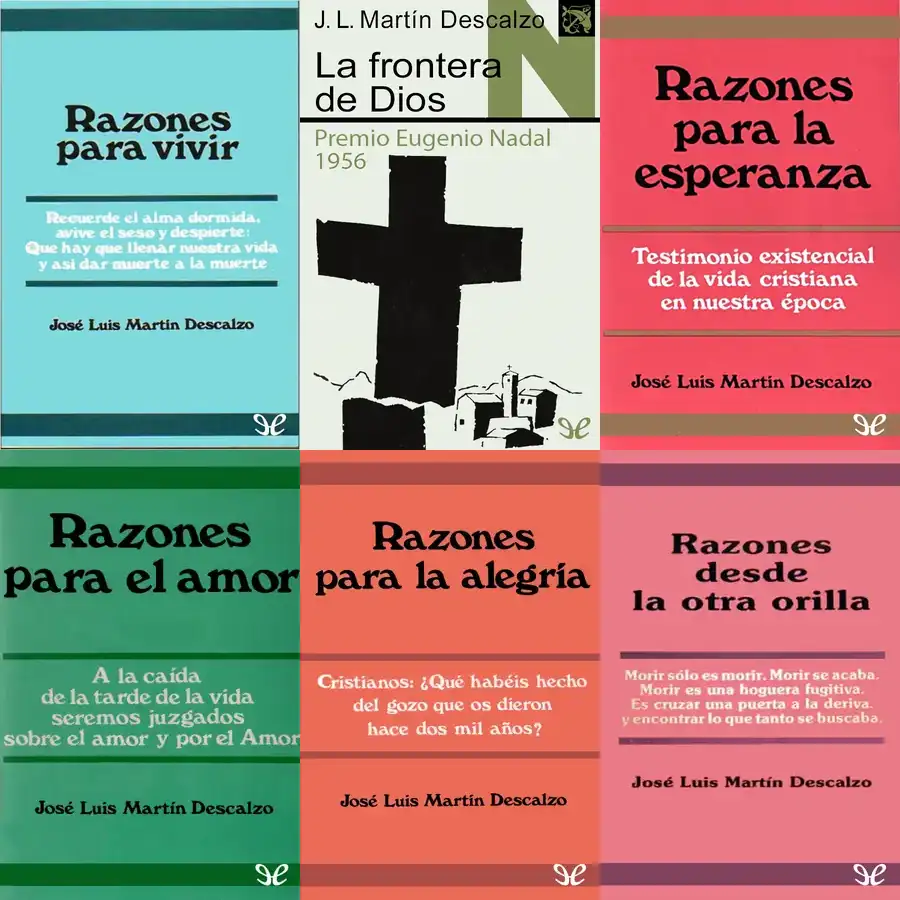 Razones
para vivir
Recuerde el alma dormida,
avive el seso y despierte:
Que hay que llenar nuestra vida
y así dar muerte a la muerte
José Luis Martín Descalzo
J. L. Martín Descalzo
N
La frontera
de Dios
Premio Eugenio Nadal
1956
Razones
para la
esperanza
Testimonio existencial
de la vida cristiana
en nuestra época
José Luis Martín Descalzo
Razones
para el amor
A la caída
de la tarde de la vida
seremos juzgados
sobre el amor y por el Amor
José Luis Martín Descalzo
Razones
para la alegría
Cristianos: ¿Qué habéis hecho
del gozo que os dieron
hace dos mil años?
José Luis Martín Descalzo
Razones
desde
la otra orilla
Morir sólo es morir. Morir se acaba.
Morir es una hoguera fugitiva.
Es cruzar una puerta a la deriva.
y encontrar lo que tanto se buscaba.
José Luis Martín Descalzo